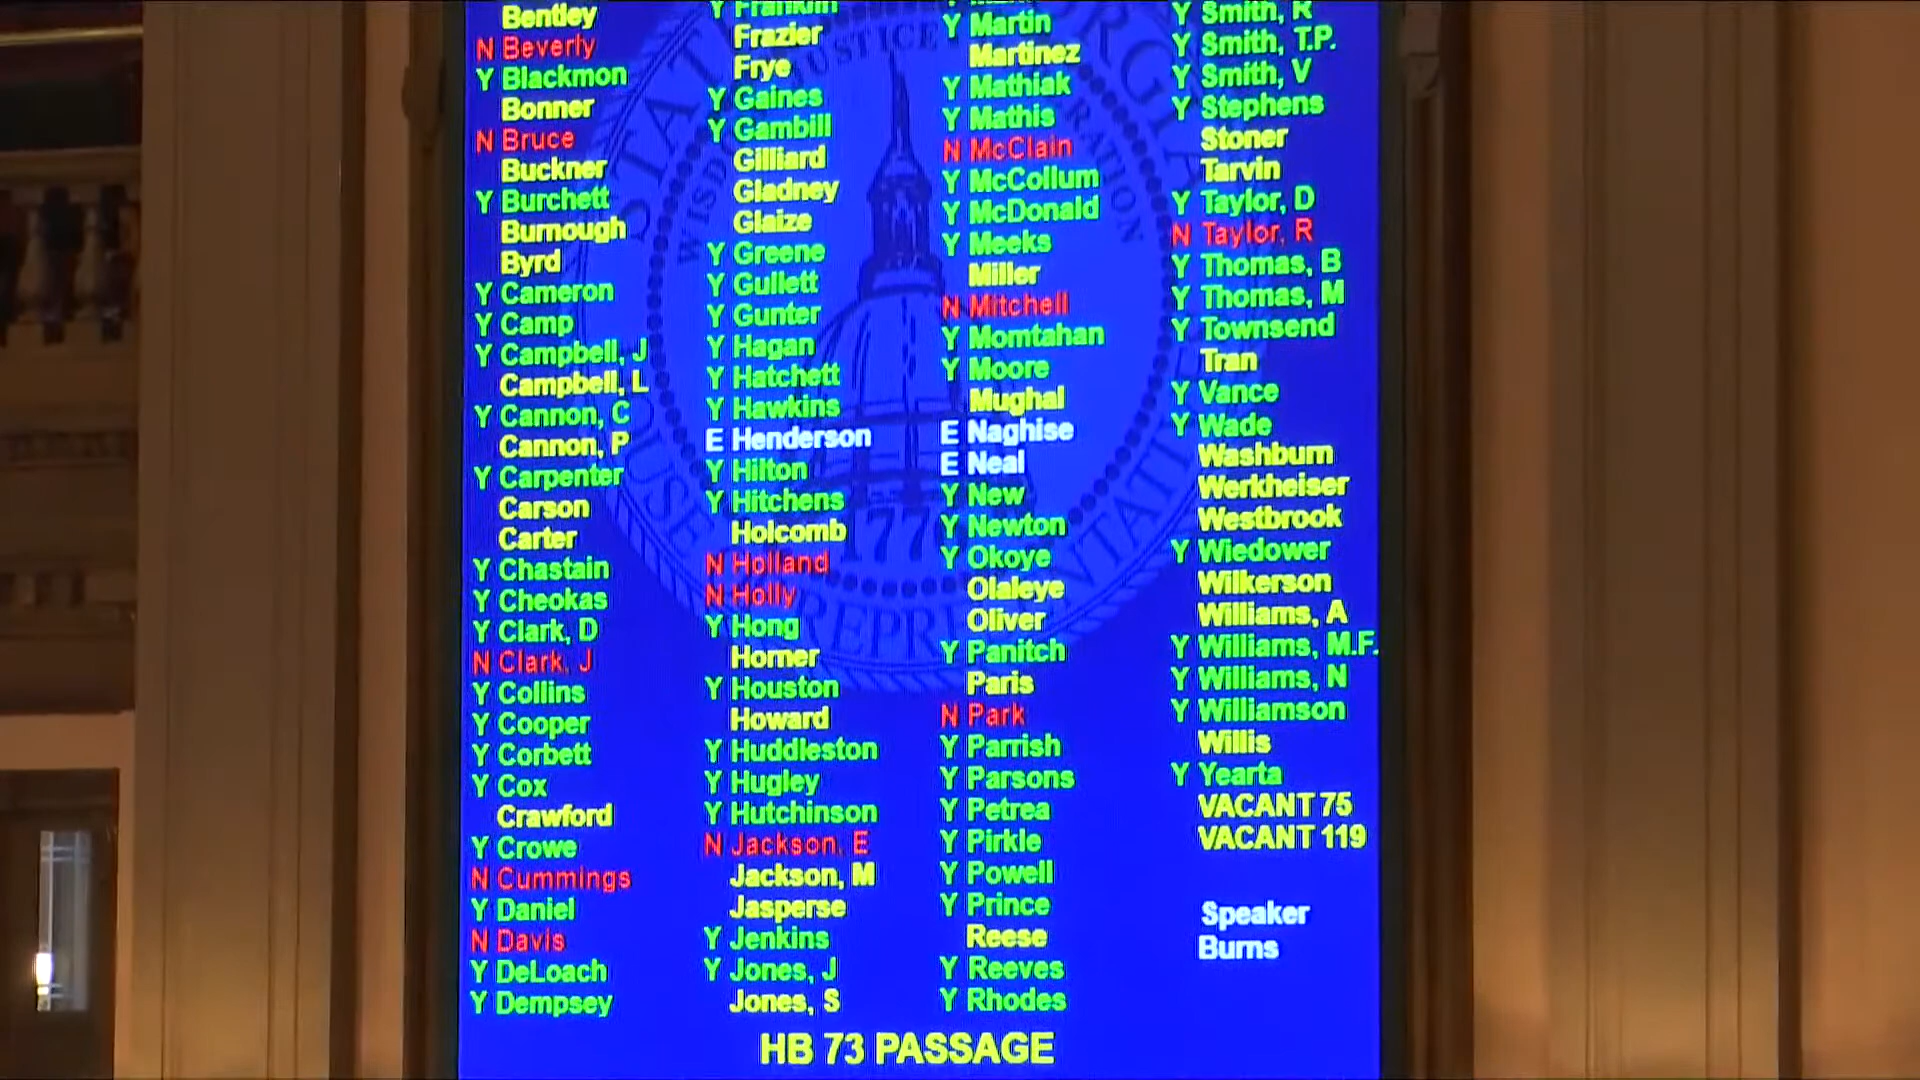 Bentley
N Beverly
Y Blackmon
Bonner
N Bruce
Buckner
Y Burchett
Burnough
Byrd
Y Cameron
Y Camp
Y Campbell, J
Campbell, L
Y Cannon, C
Cannon, P
Y Carpenter
Carson
Carter
Y Chastain
Y Cheokas
Y Clark, D
N Clark, J
Y Collins
Y Cooper
Y Corbett
Y Cox
Crawford
Y Crowe
N Cummings
Y Daniel
N Davis
Y DeLoach
Y Dempsey
Y Franklin
Frazier
Frye
Y Gaines
Y Gambill
Gilliard
Gladney
Glaize
Y Greene
Y Gullett
Y Gunter
Y Hagan
Y Hatchett
Y Hawkins
E Henderson
Y Hilton
Y Hitchens
Holcomb
N Holland
N Holly
Y Hong
Horner
Y Houston
Howard
Y Huddleston
Y Hugley
Y Hutchinson
N Jackson, E
Jackson, M
Jasperse
Y Jenkins
Y Jones, J
Jones, S
Y Martin
Martinez
Y Mathiak
Y Mathis
N McClain
Y McCollum
Y McDonald
Y Meeks
Miller
N Mitchell
Y Momtahan
Y Moore
Mughal
E Naghise
E Neal
Y New
Y Newton
Y Okoye
Olaleye
Oliver
Y Panitch
Paris
N Park
Y Parrish
Y Parsons
Y Petrea
Y Pirkle
Y Powell
Y Prince
Reese
Y Reeves
Y Rhodes
Y Smith, R
Y Smith, T.P.
Y Smith, V
Y Stephens
Stoner
Tarvin
Y Taylor, D
N Taylor, R
Y Thomas, B
Y Thomas, M
Y Townsend
Tran
Y Vance
Y Wade
Washburn
Werkheiser
Westbrook
Y Wiedower
Wilkerson
Williams, A
Y Williams, M.F.
Y Williams, N
Y Williamson
Willis
Y Yearta
VACANT 75
VACANT 119
Speaker
Burns
JUSTICE
HB 73 PASSAGE